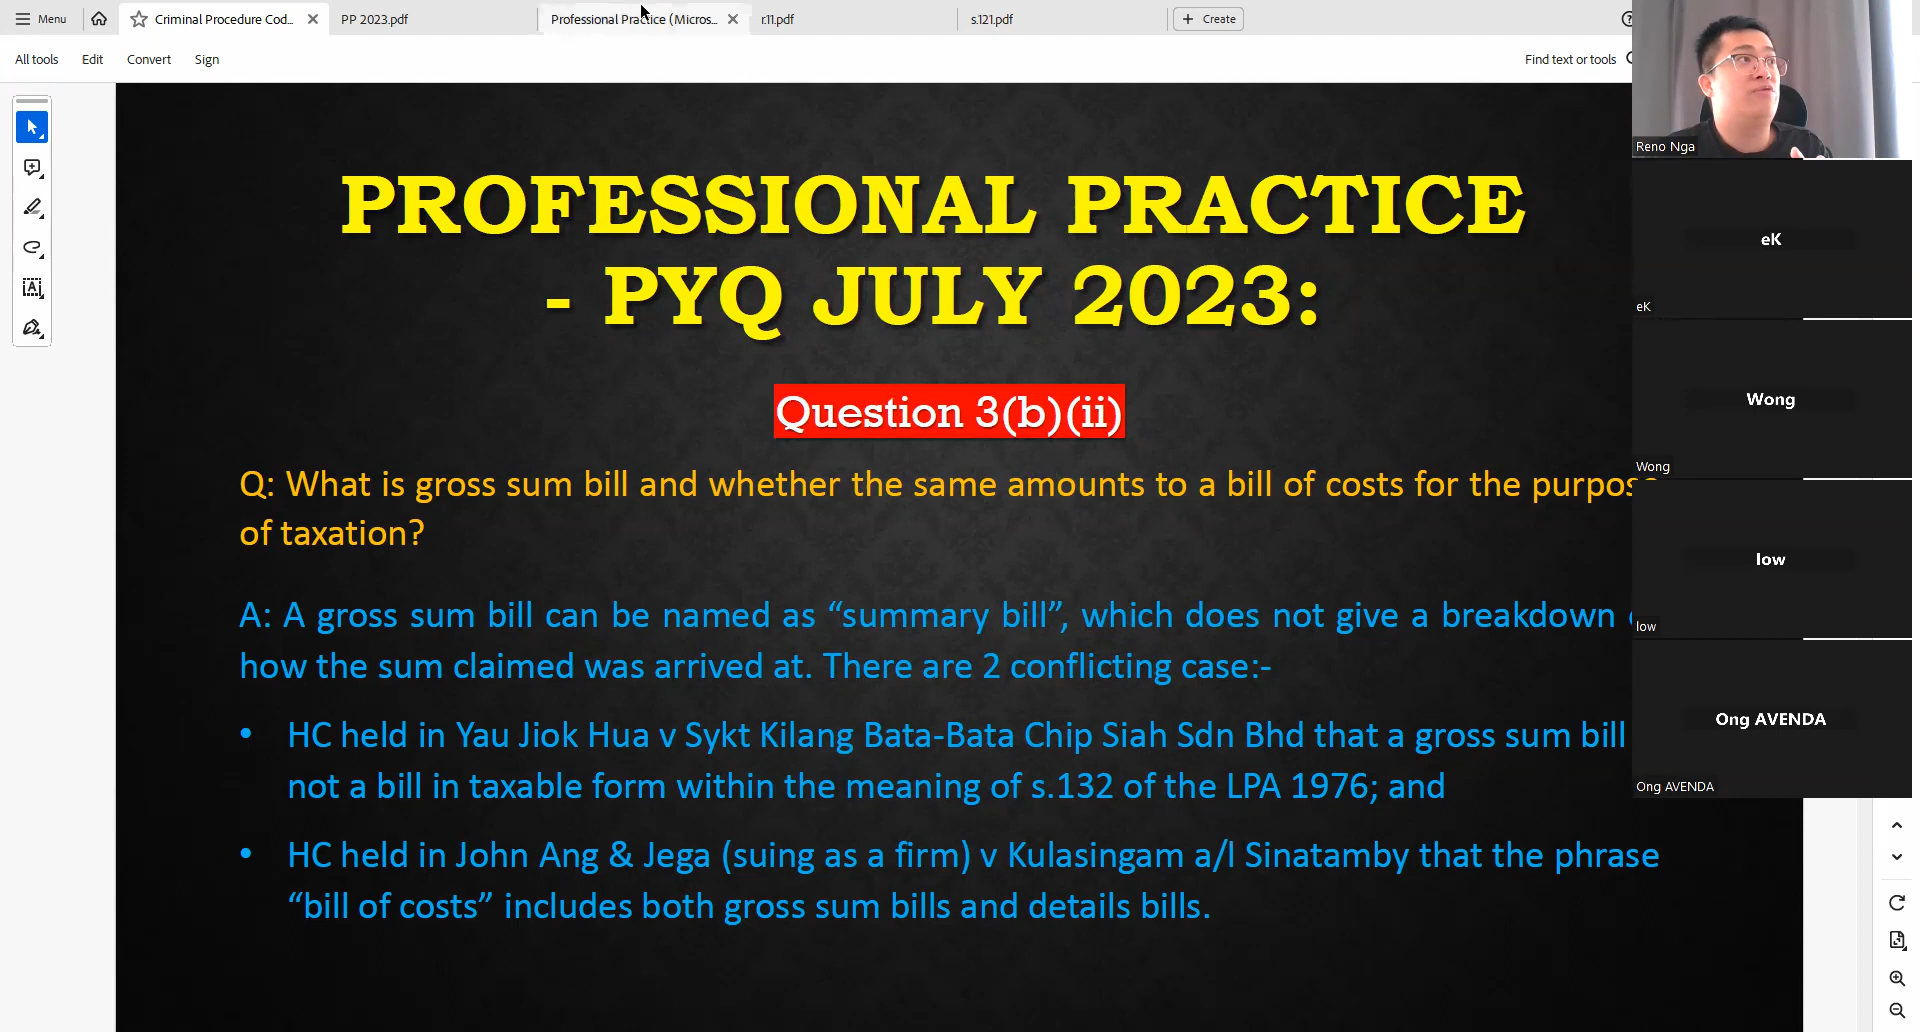 Menu
Criminal Procedure Cod...
PP 2023.pdf
Professional Practice (Micros...
r.11.pdf
s.121.pdf
Create
All tools
Edit
Convert
Sign
Find text or tools
PROFESSIONAL PRACTICE
- PYQ JULY 2023:
Question 3(b)(ii)
Q: What is gross sum bill and whether the same amounts to a bill of costs for the purpose
of taxation?
A: A gross sum bill can be named as “summary bill”, which does not give a breakdown
how the sum claimed was arrived at. There are 2 conflicting case:-
• HC held in Yau Jiok Hua v Sykt Kilang Bata-Bata Chip Siah Sdn Bhd that a gross sum bill
not a bill in taxable form within the meaning of s.132 of the LPA 1976; and
• HC held in John Ang & Jega (suing as a firm) v Kulasingam a/l Sinatamby that the phrase
“bill of costs” includes both gross sum bills and details bills.
Reno Nga
eK
eK
Wong
Wong
low
low
Ong AVENDA
Ong AVENDA